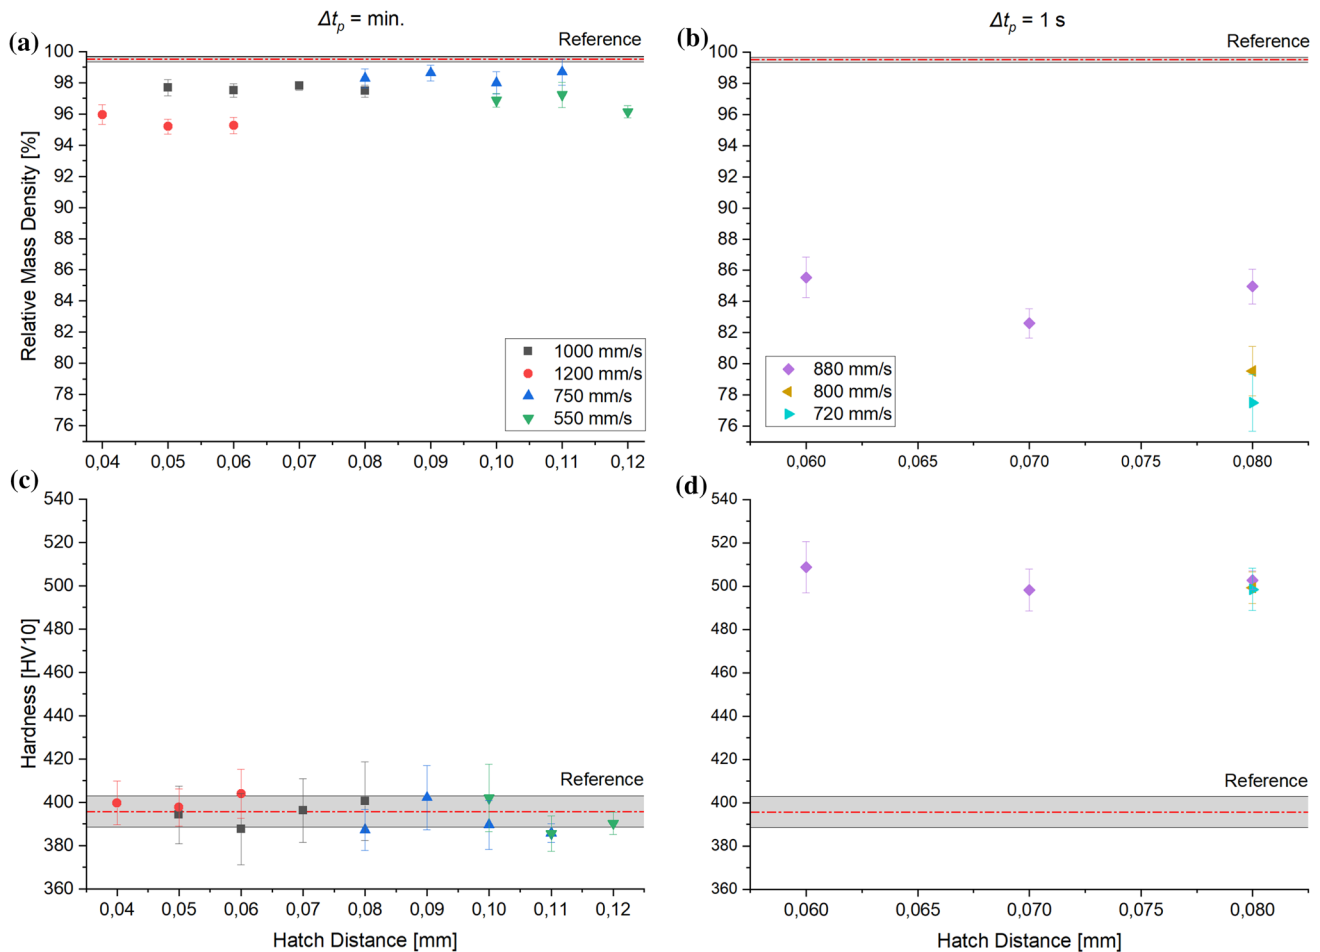 Δt_p = min.
(a)
Reference
100
98
96
94
92
90
88
86
84
82
80
78
76
Relative Mass Density [%]
1000 mm/s
1200 mm/s
750 mm/s
550 mm/s
0,04 0,05 0,06 0,07 0,08 0,09 0,10 0,11 0,12
Δt_p = 1 s
(b)
Reference
100
98
96
94
92
90
88
86
84
82
80
78
76
880 mm/s
800 mm/s
720 mm/s
0,060 0,065 0,070 0,075 0,080
(c)
540
520
500
480
460
440
420
400
380
360
Hardness [HV10]
Reference
0,04 0,05 0,06 0,07 0,08 0,09 0,10 0,11 0,12
Hatch Distance [mm]
(d)
540
520
500
480
460
440
420
400
380
360
Reference
0,060 0,065 0,070 0,075 0,080
Hatch Distance [mm]